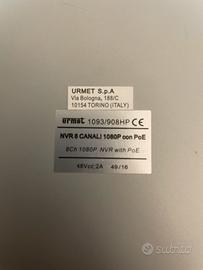 URMET S.p.A
Via Bologna, 188/C
10154 TORINO (ITALY)
urmet 1093/908HP CE
NVR 8 CANALI 1080P con PoE
8Ch 1080P NVR with PoE
48Vcc 2A 49/16
subito